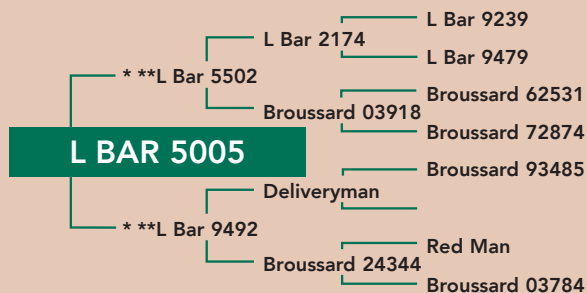 L Bar 9239
L Bar 2174
L Bar 9479
* **L Bar 5502
Broussard 62531
Broussard 03918
Broussard 72874
L BAR 5005
Broussard 93485
Deliveryman
* **L Bar 9492
Red Man
Broussard 24344
Broussard 03784